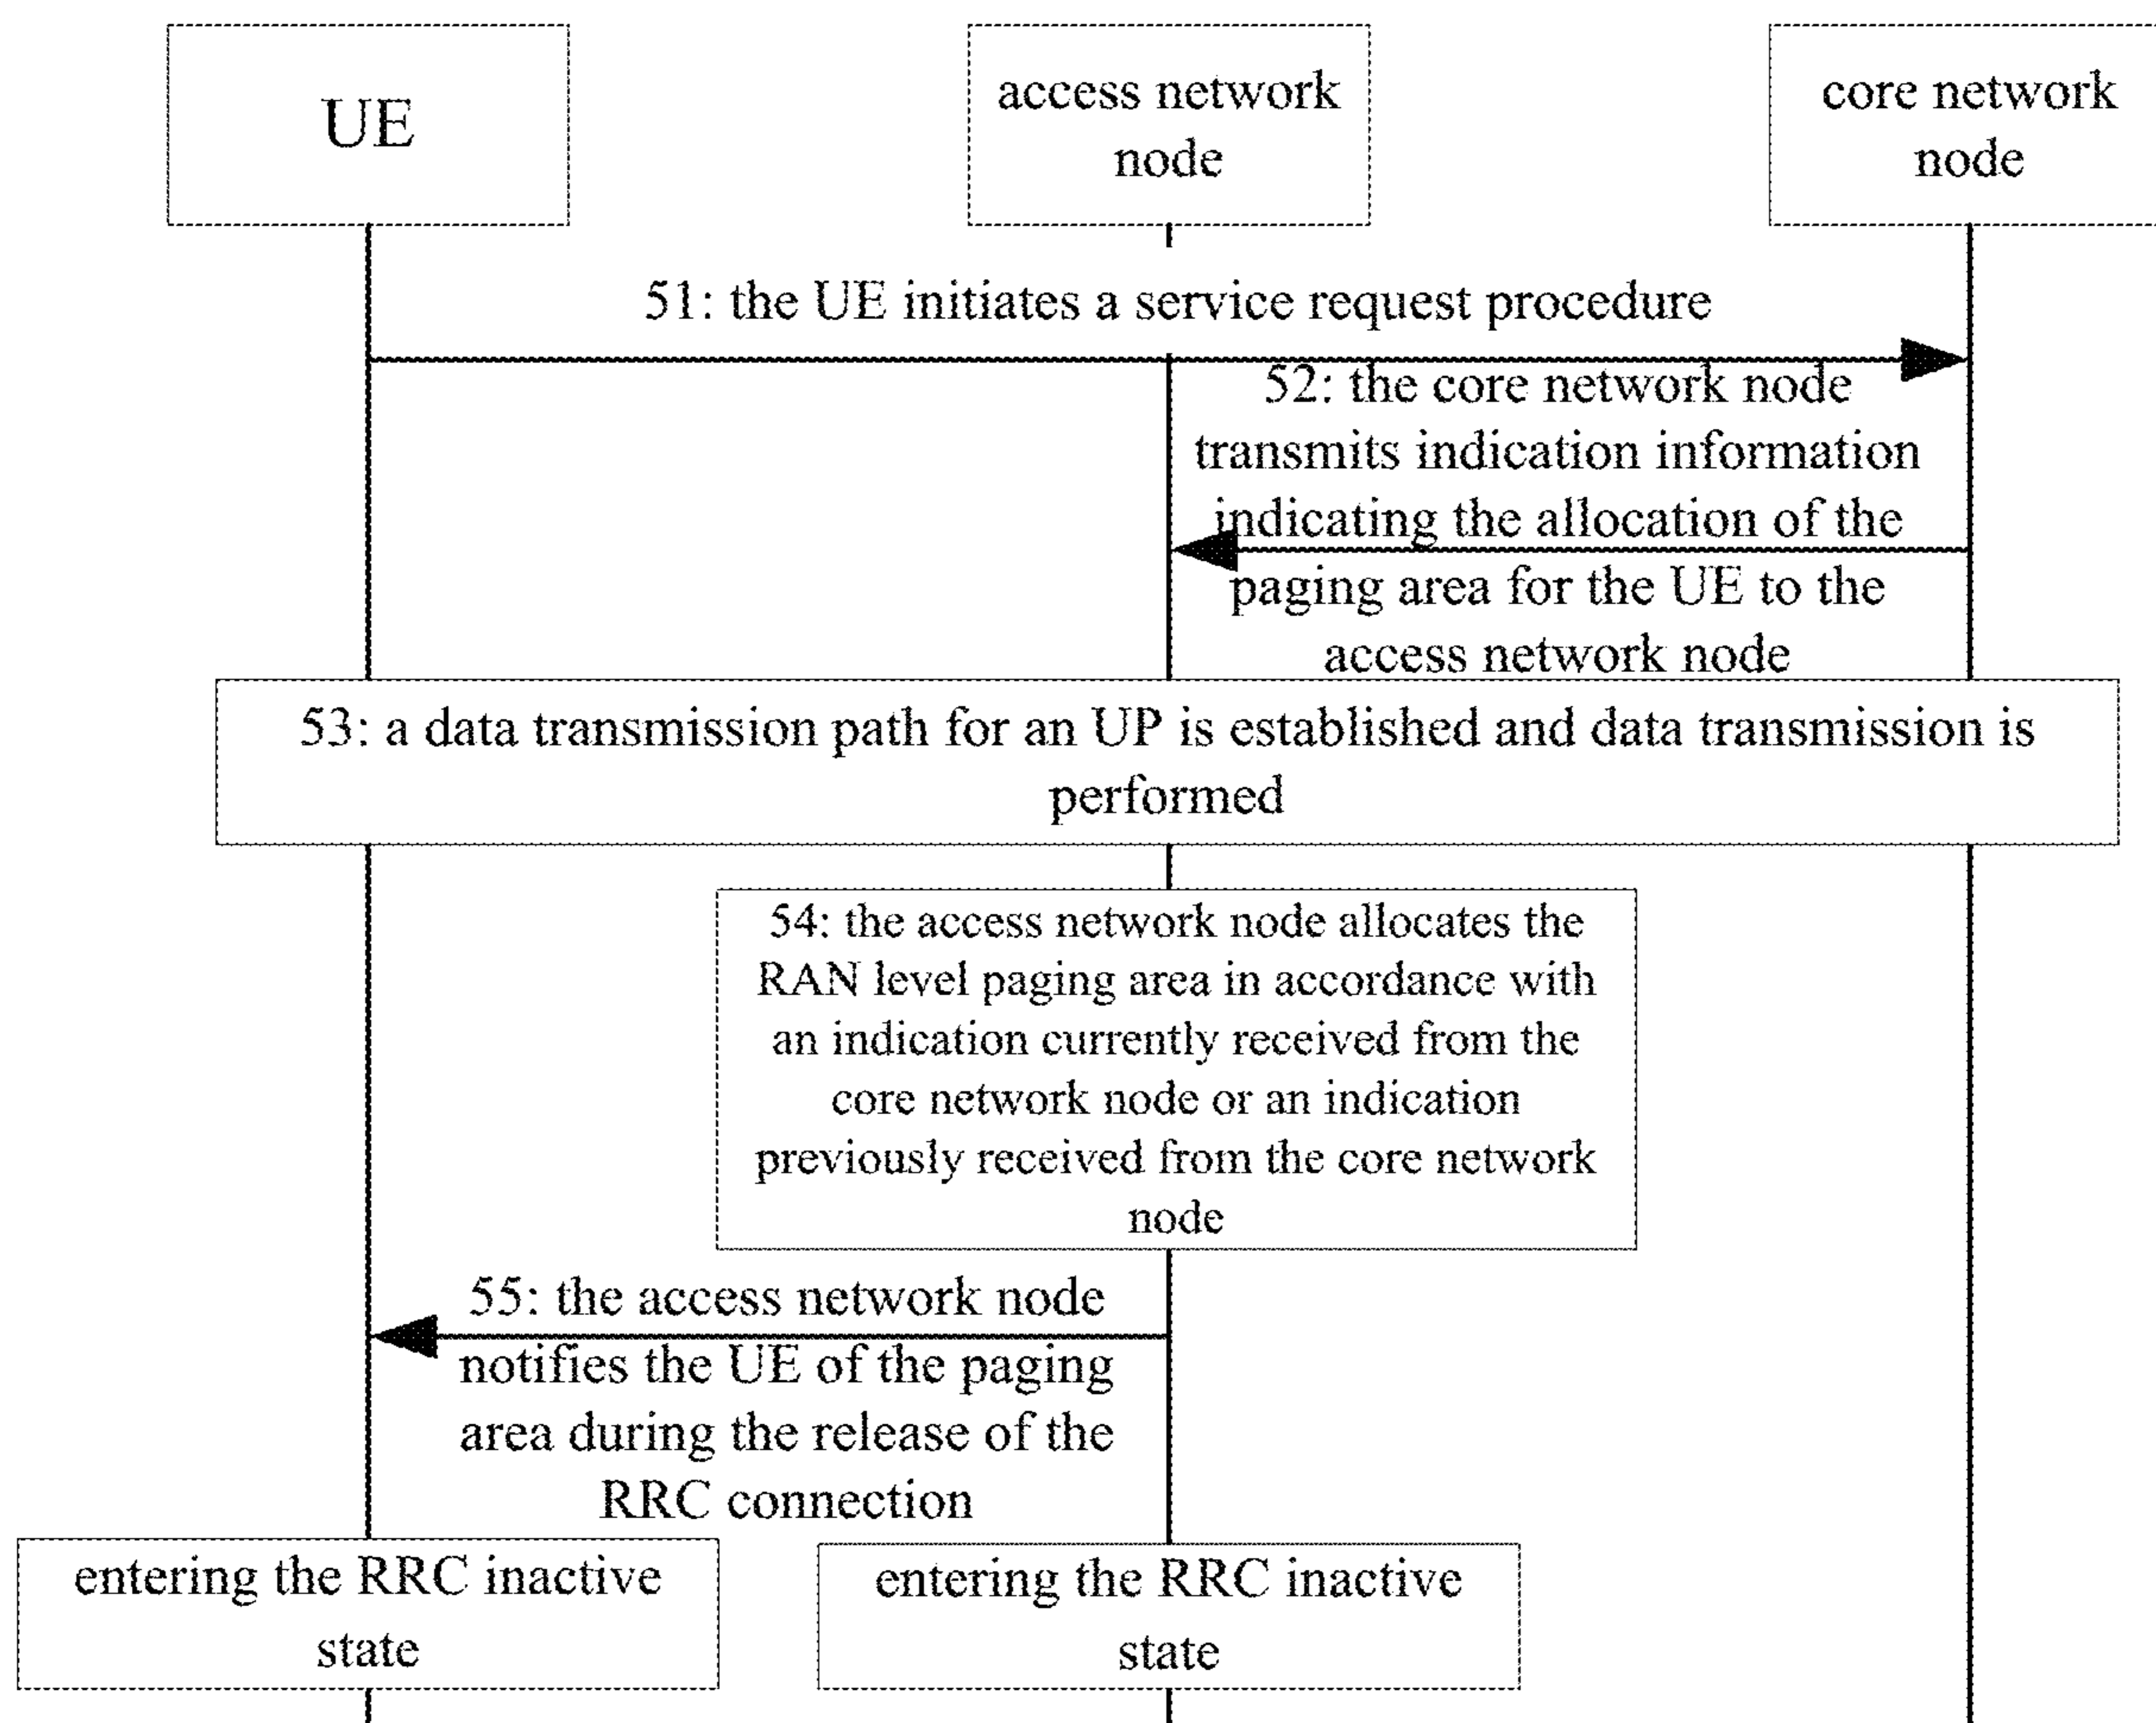 UE
access network
node
core network
node
51: the UE initiates a service request procedure
52: the core network node
transmits indication information
indicating the allocation of the
paging area for the UE to the
access network node
53: a data transmission path for an UP is established and data transmission is
performed
54: the access network node allocates the
RAN level paging area in accordance with
an indication currently received from the
core network node or an indication
previously received from the core network
node
55: the access network node
notifies the UE of the paging
area during the release of the
RRC connection
entering the RRC inactive
state
entering the RRC inactive
state